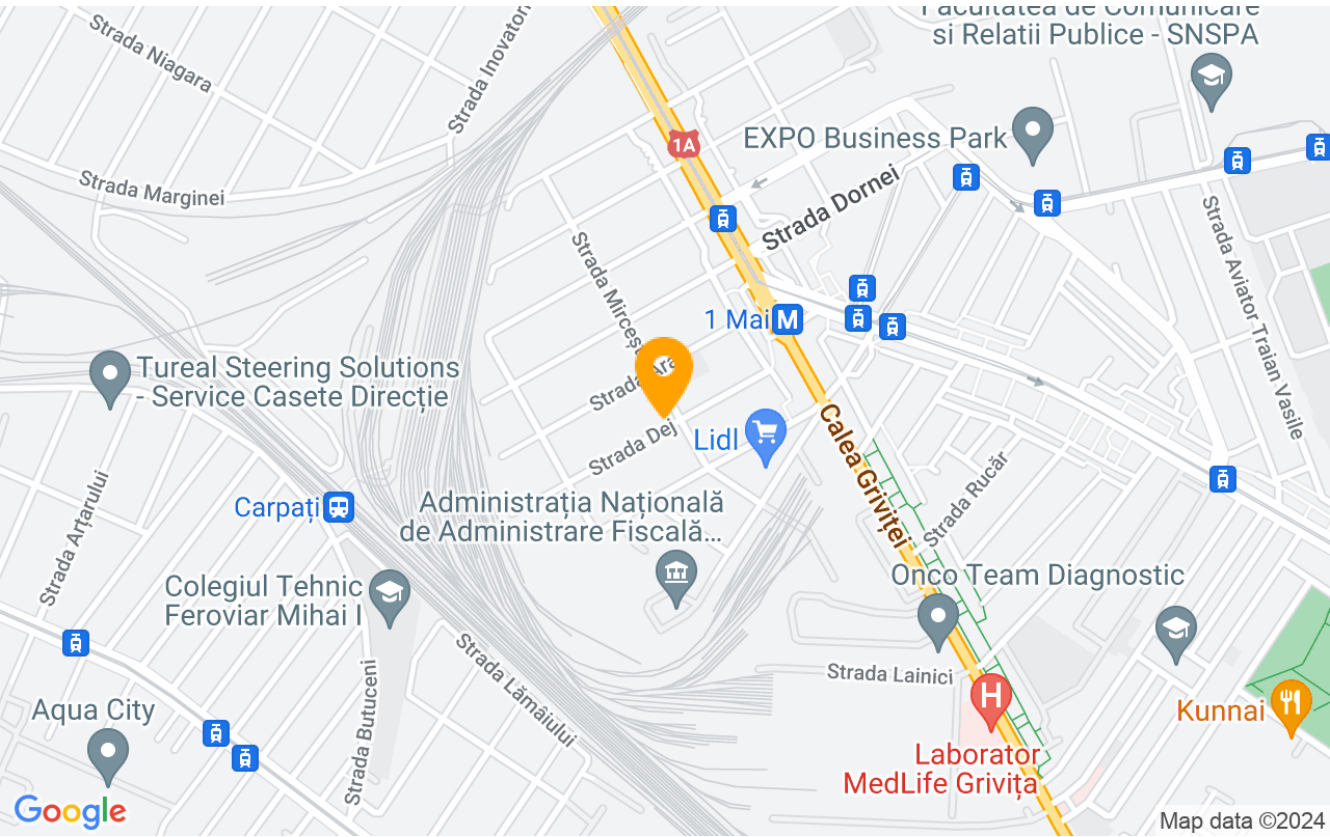 Facultatea de Comunicare
si Relatii Publice - SNSPA
Strada Niagara
Strada Inovatori
1A
EXPO Business Park
Strada Marginei
Strada Dornei
Strada Aviator Traian Vasile
Strada
1 Mai
M
Tureal Steering Solutions
- Service Casete Direcție
Strada
Strada Dej
Lidl
Calea Griviței
Strada Rucăr
Carpați
Administrația Națională
de Administrare Fiscală...
Strada Arțarului
Colegiul Tehnic
Feroviar Mihai I
Onco Team Diagnostic
Strada Lămâiului
Strada Lainici
Strada Butuceni
H
Kunnai
Aqua City
Laborator
MedLife Grivița
Google
Map data ©2024